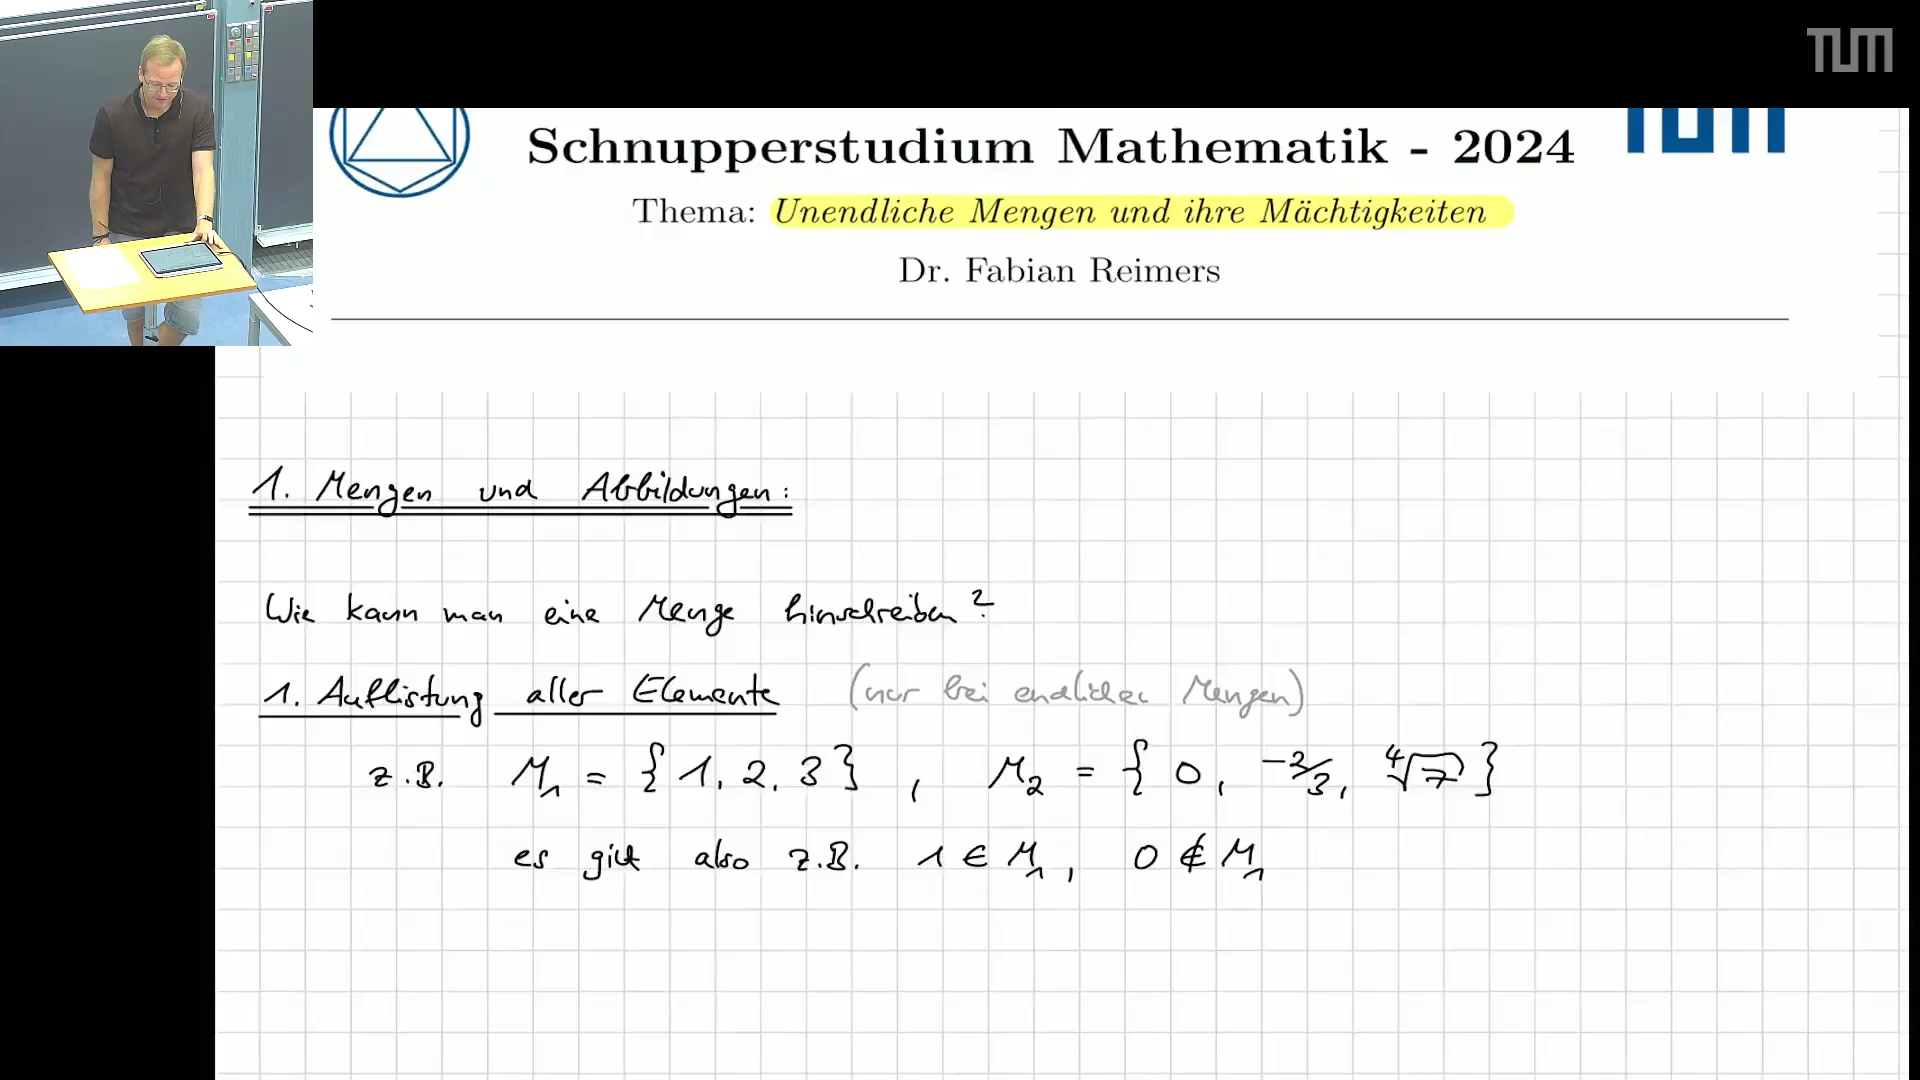 TUM
Schnupperstudium Mathematik - 2024
Thema: Unendliche Mengen und ihre Mächtigkeiten
Dr. Fabian Reimers
1. Mengen und Abbildungen:
Wie kann man eine Menge hinschreiben?
1. Auflistung aller Elemente (nur bei endlichen Mengen)
z.B. M₁ = {1, 2, 3}, M₂ = {0, -2/3, ⁴√7}
es gilt also z.B. 1 ∈ M₁, 0 ∉ M₁